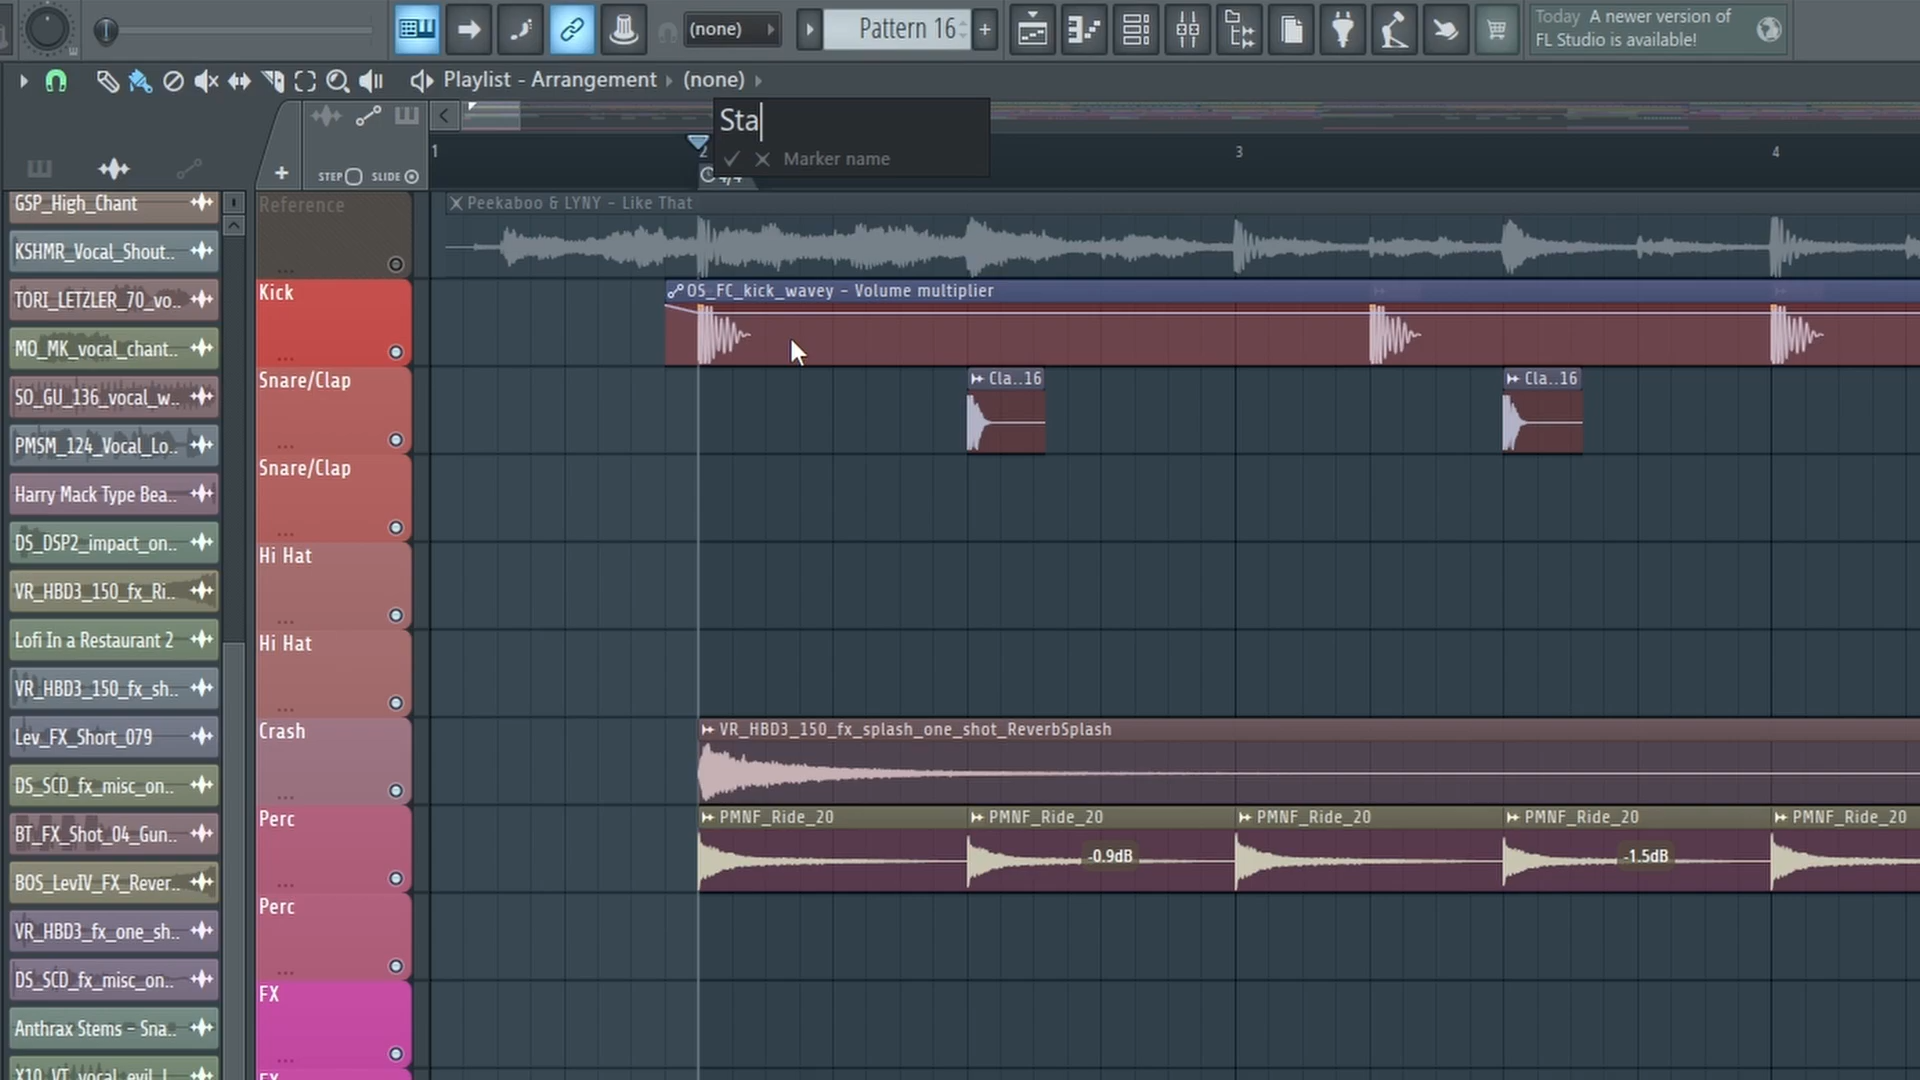 (none)
Pattern 16
Today A newer version of
FL Studio is available!
Playlist - Arrangement (none)
Sta
Marker name
1
2
3
4
4/4
STEP
SLIDE
GSP_High_Chant
KSHMR_Vocal_Shout..
TORI_LETZLER_70_vo..
MO_MK_vocal_chant..
SO_GU_136_vocal_w..
PMSM_124_Vocal_Lo..
Harry Mack Type Bea..
DS_DSP2_impact_on..
VR_HBD3_150_fx_Ri..
Lofi In a Restaurant 2
VR_HBD3_150_fx_sh..
Lev_FX_Short_079
DS_SCD_fx_misc_on..
BT_FX_Shot_04_Gun..
BOS_LevIV_FX_Rever..
VR_HBD3_fx_one_sh..
DS_SCD_fx_misc_on..
Anthrax Stems - Sna..
Reference
Peekaboo & LYNY - Like That
Kick
OS_FC_kick_wavey - Volume multiplier
Snare/Clap
Cla..16
Cla..16
Snare/Clap
Hi Hat
Hi Hat
Crash
VR_HBD3_150_fx_splash_one_shot_ReverbSplash
Perc
PMNF_Ride_20
PMNF_Ride_20
PMNF_Ride_20
PMNF_Ride_20
PMNF_Ride_20
-0.9dB
-1.5dB
Perc
FX